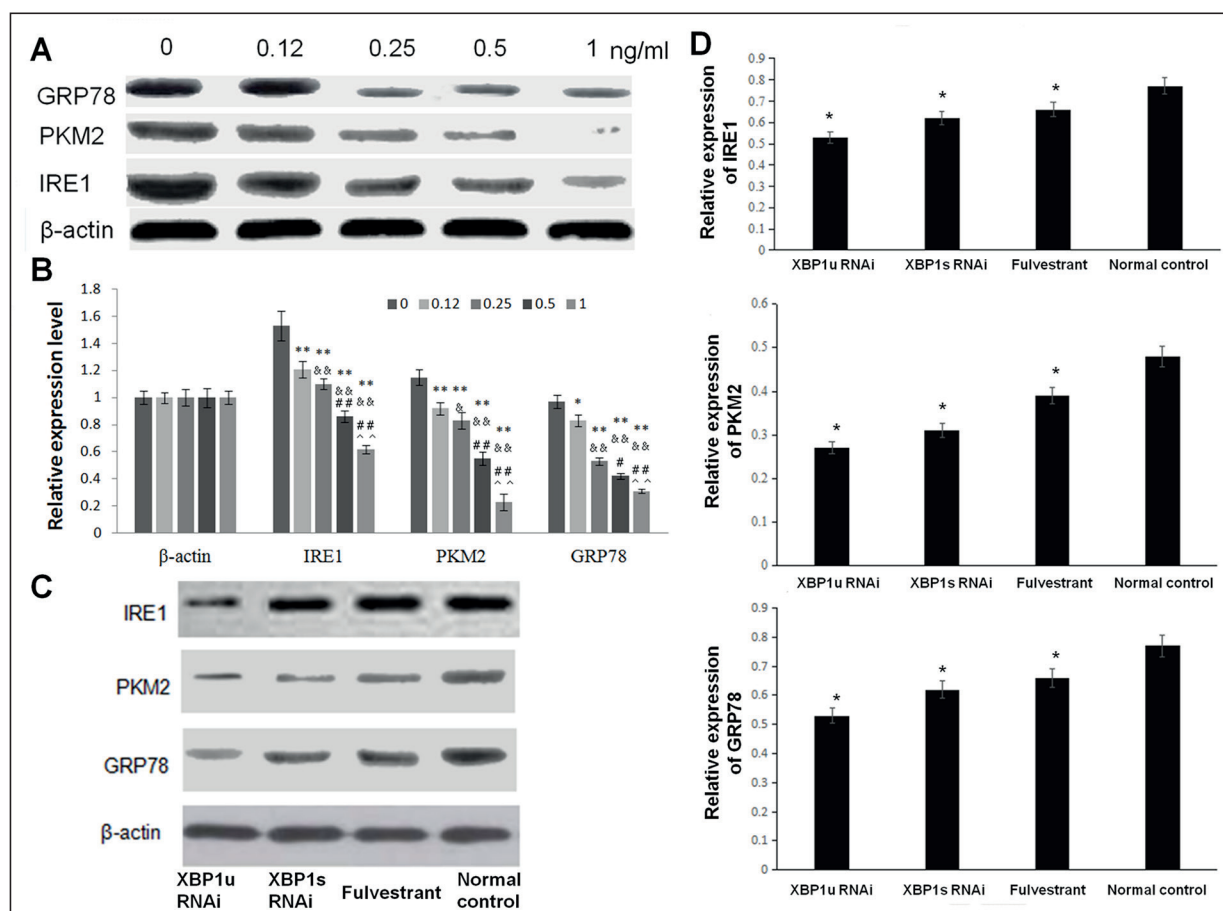 A
0 0.12 0.25 0.5 1 ng/ml
GRP78
PKM2
IRE1
β-actin
B
Relative expression level
1.8
1.6
1.4
1.2
1
0.8
0.6
0.4
0.2
0
0 0.12 0.25 0.5 1
** ** ** **
&& && &&
## ##
^ ^
** ** ** **
& && &&
## ##
^ ^
* ** ** **
&& && &&
# ##
^ ^
β-actin IRE1 PKM2 GRP78
C
IRE1
PKM2
GRP78
β-actin
XBP1u XBP1s Fulvestrant Normal
RNAi RNAi control
D
Relative expression
of IRE1
0.9
0.8
0.7
0.6
0.5
0.4
0.3
0.2
0.1
0
* * *
XBP1u RNAi XBP1s RNAi Fulvestrant Normal control
Relative expression
of PKM2
0.6
0.5
0.4
0.3
0.2
0.1
0
* * *
XBP1u RNAi XBP1s RNAi Fulvestrant Normal control
Relative expression
of GRP78
0.9
0.8
0.7
0.6
0.5
0.4
0.3
0.2
0.1
0
* * *
XBP1u RNAi XBP1s RNAi Fulvestrant Normal control